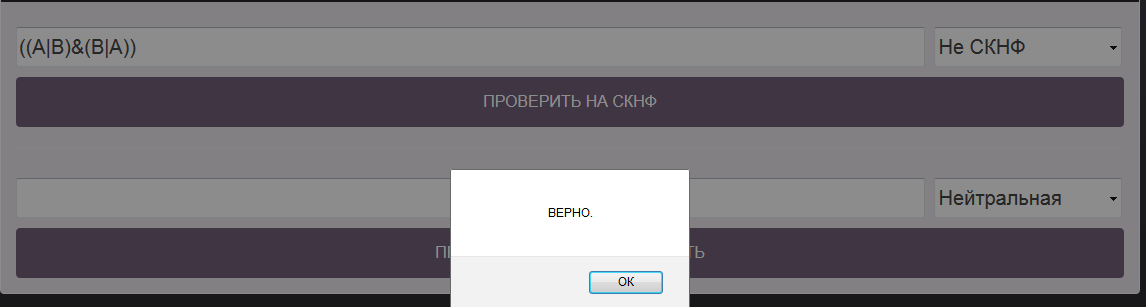 ((A|B)&(B|A))
Не СКНФ
ПРОВЕРИТЬ НА СКНФ
Нейтральная
ВЕРНО.
OK